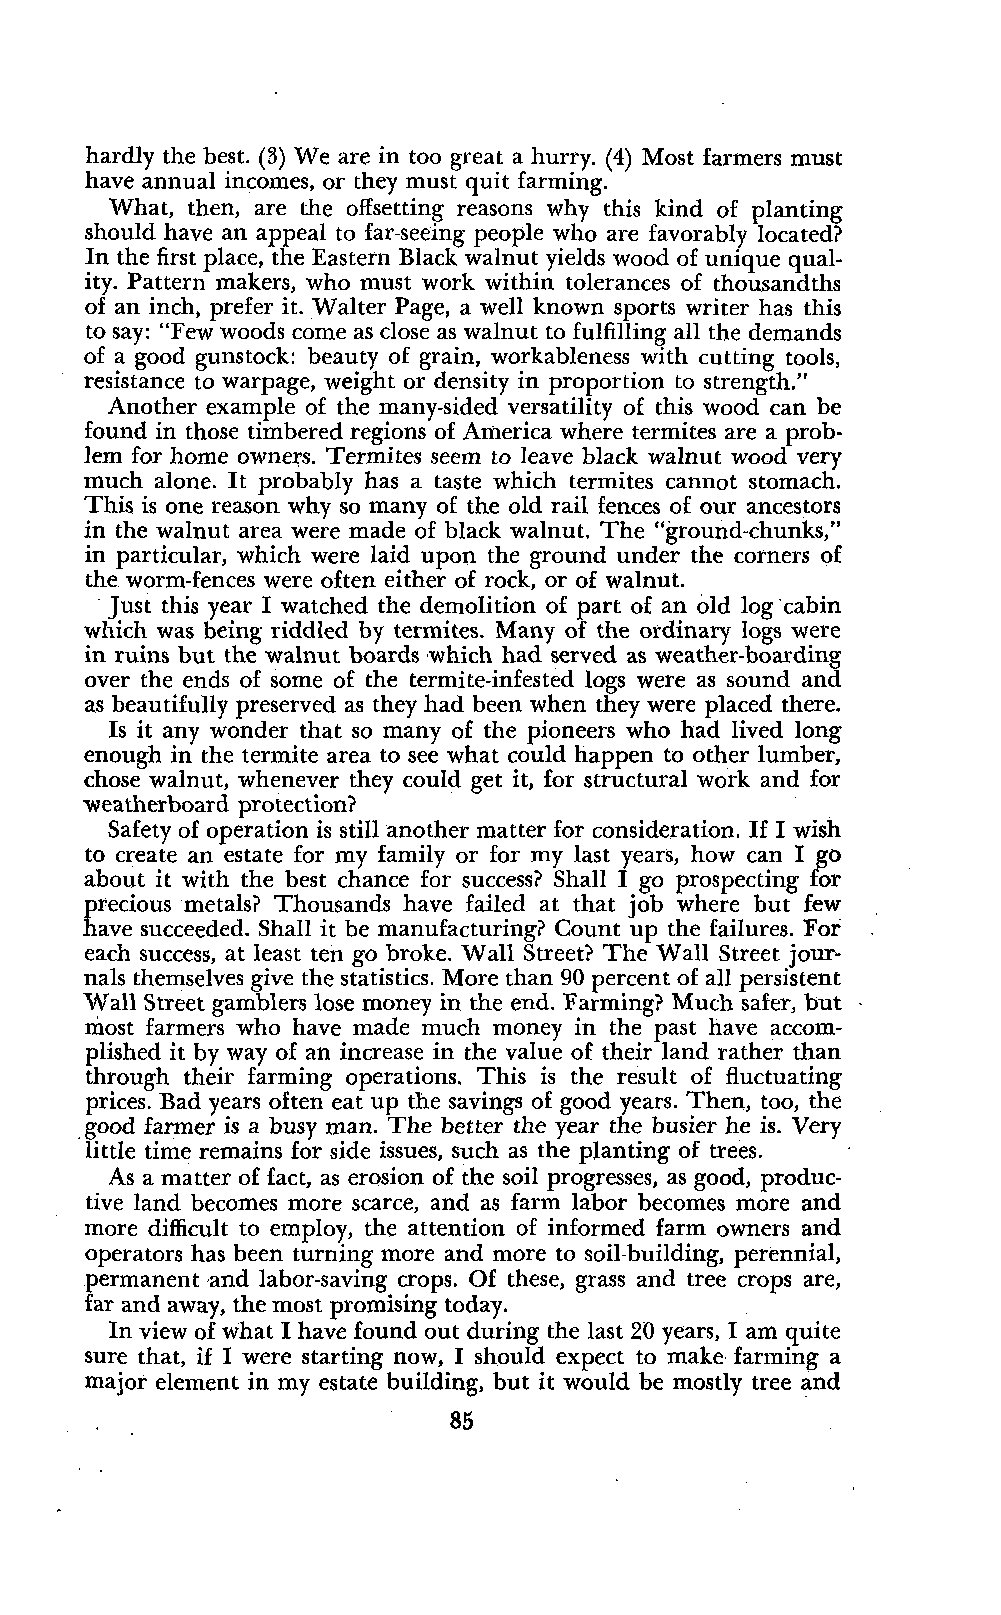 hardly the best. (3) We are in too great a hurry. (4) Most farmers must
have annual incomes, or they must quit farming.
What, then, are the offsetting reasons why this kind of planting
should have an appeal to far-seeing people who are favorably located?
In the first place, the Eastern Black walnut yields wood of unique qual-
ity. Pattern makers, who must work within tolerances of thousandths
of an inch, prefer it. Walter Page, a well known sports writer has this
to say: "Few woods come as close as walnut to fulfilling all the demands
of a good gunstock: beauty of grain, workableness with cutting tools,
resistance to warpage, weight or density in proportion to strength."
Another example of the many-sided versatility of this wood can be
found in those timbered regions of America where termites are a prob-
lem for home owners. Termites seem to leave black walnut wood very
much alone. It probably has a taste which termites cannot stomach.
This is one reason why so many of the old rail fences of our ancestors
in the walnut area were made of black walnut. The "ground-chunks,"
in particular, which were laid upon the ground under the corners of
the worm-fences were often either of rock, or of walnut.
Just this year I watched the demolition of part of an old log cabin
which was being riddled by termites. Many of the ordinary logs were
in ruins but the walnut boards which had served as weather-boarding
over the ends of some of the termite-infested logs were as sound and
as beautifully preserved as they had been when they were placed there.
Is it any wonder that so many of the pioneers who had lived long
enough in the termite area to see what could happen to other lumber,
chose walnut, whenever they could get it, for structural work and for
weatherboard protection?
Safety of operation is still another matter for consideration. If I wish
to create an estate for my family or for my last years, how can I go
about it with the best chance for success? Shall I go prospecting for
precious metals? Thousands have failed at that job where but few
have succeeded. Shall it be manufacturing? Count up the failures. For
each success, at least ten go broke. Wall Street? The Wall Street jour-
nals themselves give the statistics. More than 90 percent of all persistent
Wall Street gamblers lose money in the end. Farming? Much safer, but
most farmers who have made much money in the past have accom-
plished it by way of an increase in the value of their land rather than
through their farming operations. This is the result of fluctuating
prices. Bad years often eat up the savings of good years. Then, too, the
good farmer is a busy man. The better the year the busier he is. Very
little time remains for side issues, such as the planting of trees.
As a matter of fact, as erosion of the soil progresses, as good, produc-
tive land becomes more scarce, and as farm labor becomes more and
more difficult to employ, the attention of informed farm owners and
operators has been turning more and more to soil-building, perennial,
permanent and labor-saving crops. Of these, grass and tree crops are,
far and away, the most promising today.
In view of what I have found out during the last 20 years, I am quite
sure that, if I were starting now, I should expect to make farming a
major element in my estate building, but it would be mostly tree and
85